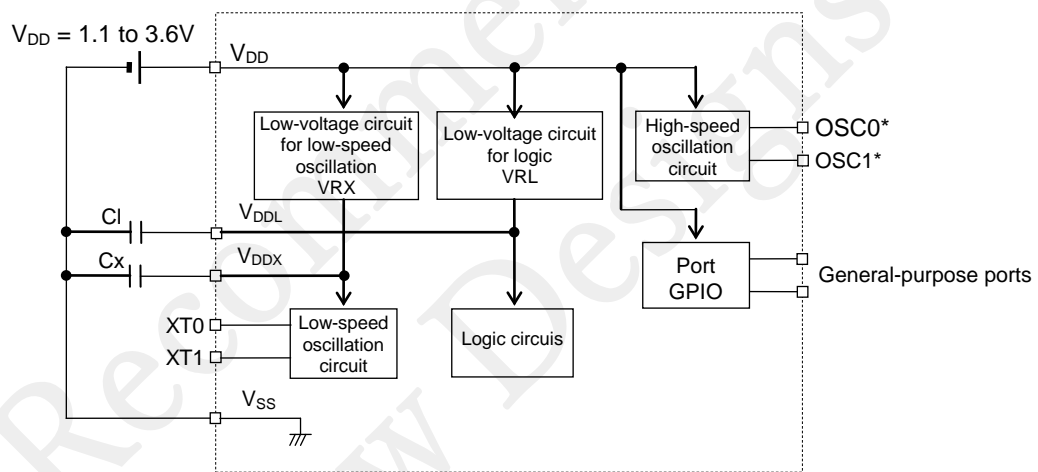 V_DD = 1.1 to 3.6V
V_DD
Low-voltage circuit
for low-speed
oscillation
VRX
Low-voltage circuit
for logic
VRL
High-speed
oscillation
circuit
OSC0*
OSC1*
Cl
V_DDL
Cx
V_DDX
Port
GPIO
General-purpose ports
XT0
XT1
Low-speed
oscillation
circuit
Logic circuis
V_SS
Recommen
w Designs